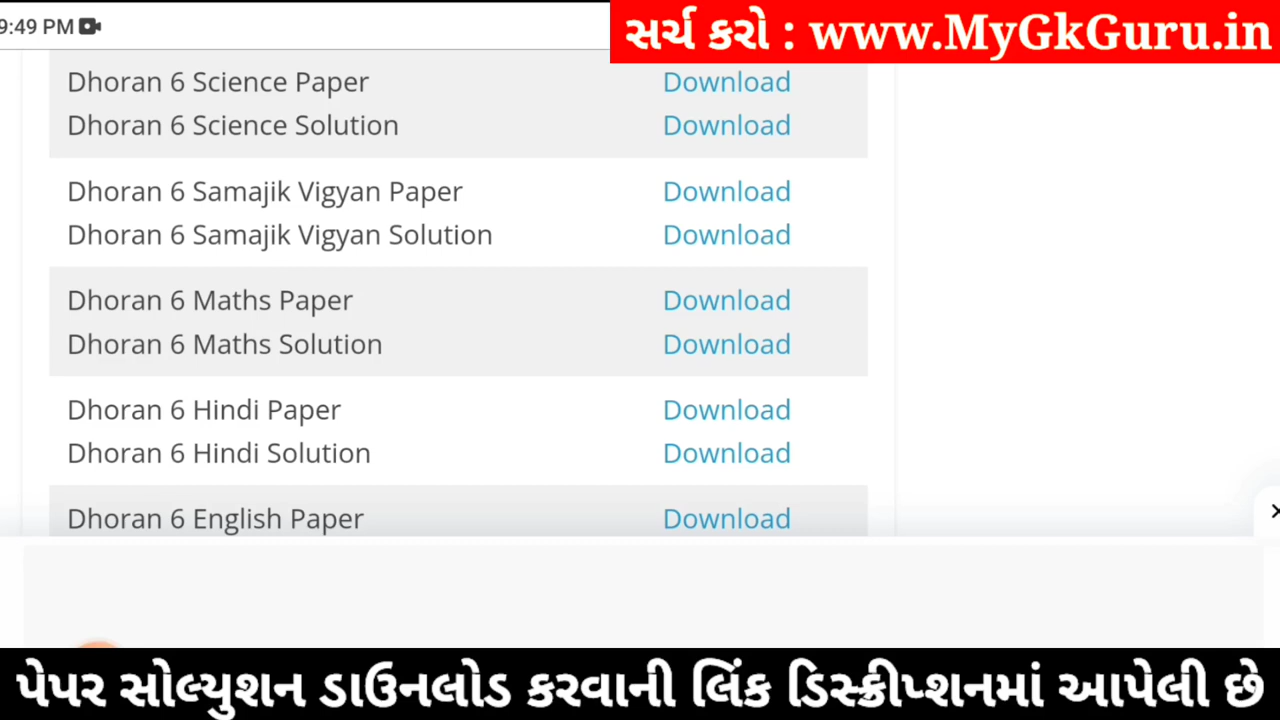 9:49 PM
સર્ચ કરો : www.MyGkGuru.in
Dhoran 6 Science Paper Download
Dhoran 6 Science Solution Download
Dhoran 6 Samajik Vigyan Paper Download
Dhoran 6 Samajik Vigyan Solution Download
Dhoran 6 Maths Paper Download
Dhoran 6 Maths Solution Download
Dhoran 6 Hindi Paper Download
Dhoran 6 Hindi Solution Download
Dhoran 6 English Paper Download
પેપર સોલ્યુશન ડાઉનલોડ કરવાની લિંક ડિસ્ક્રીપ્શનમાં આપેલી છે